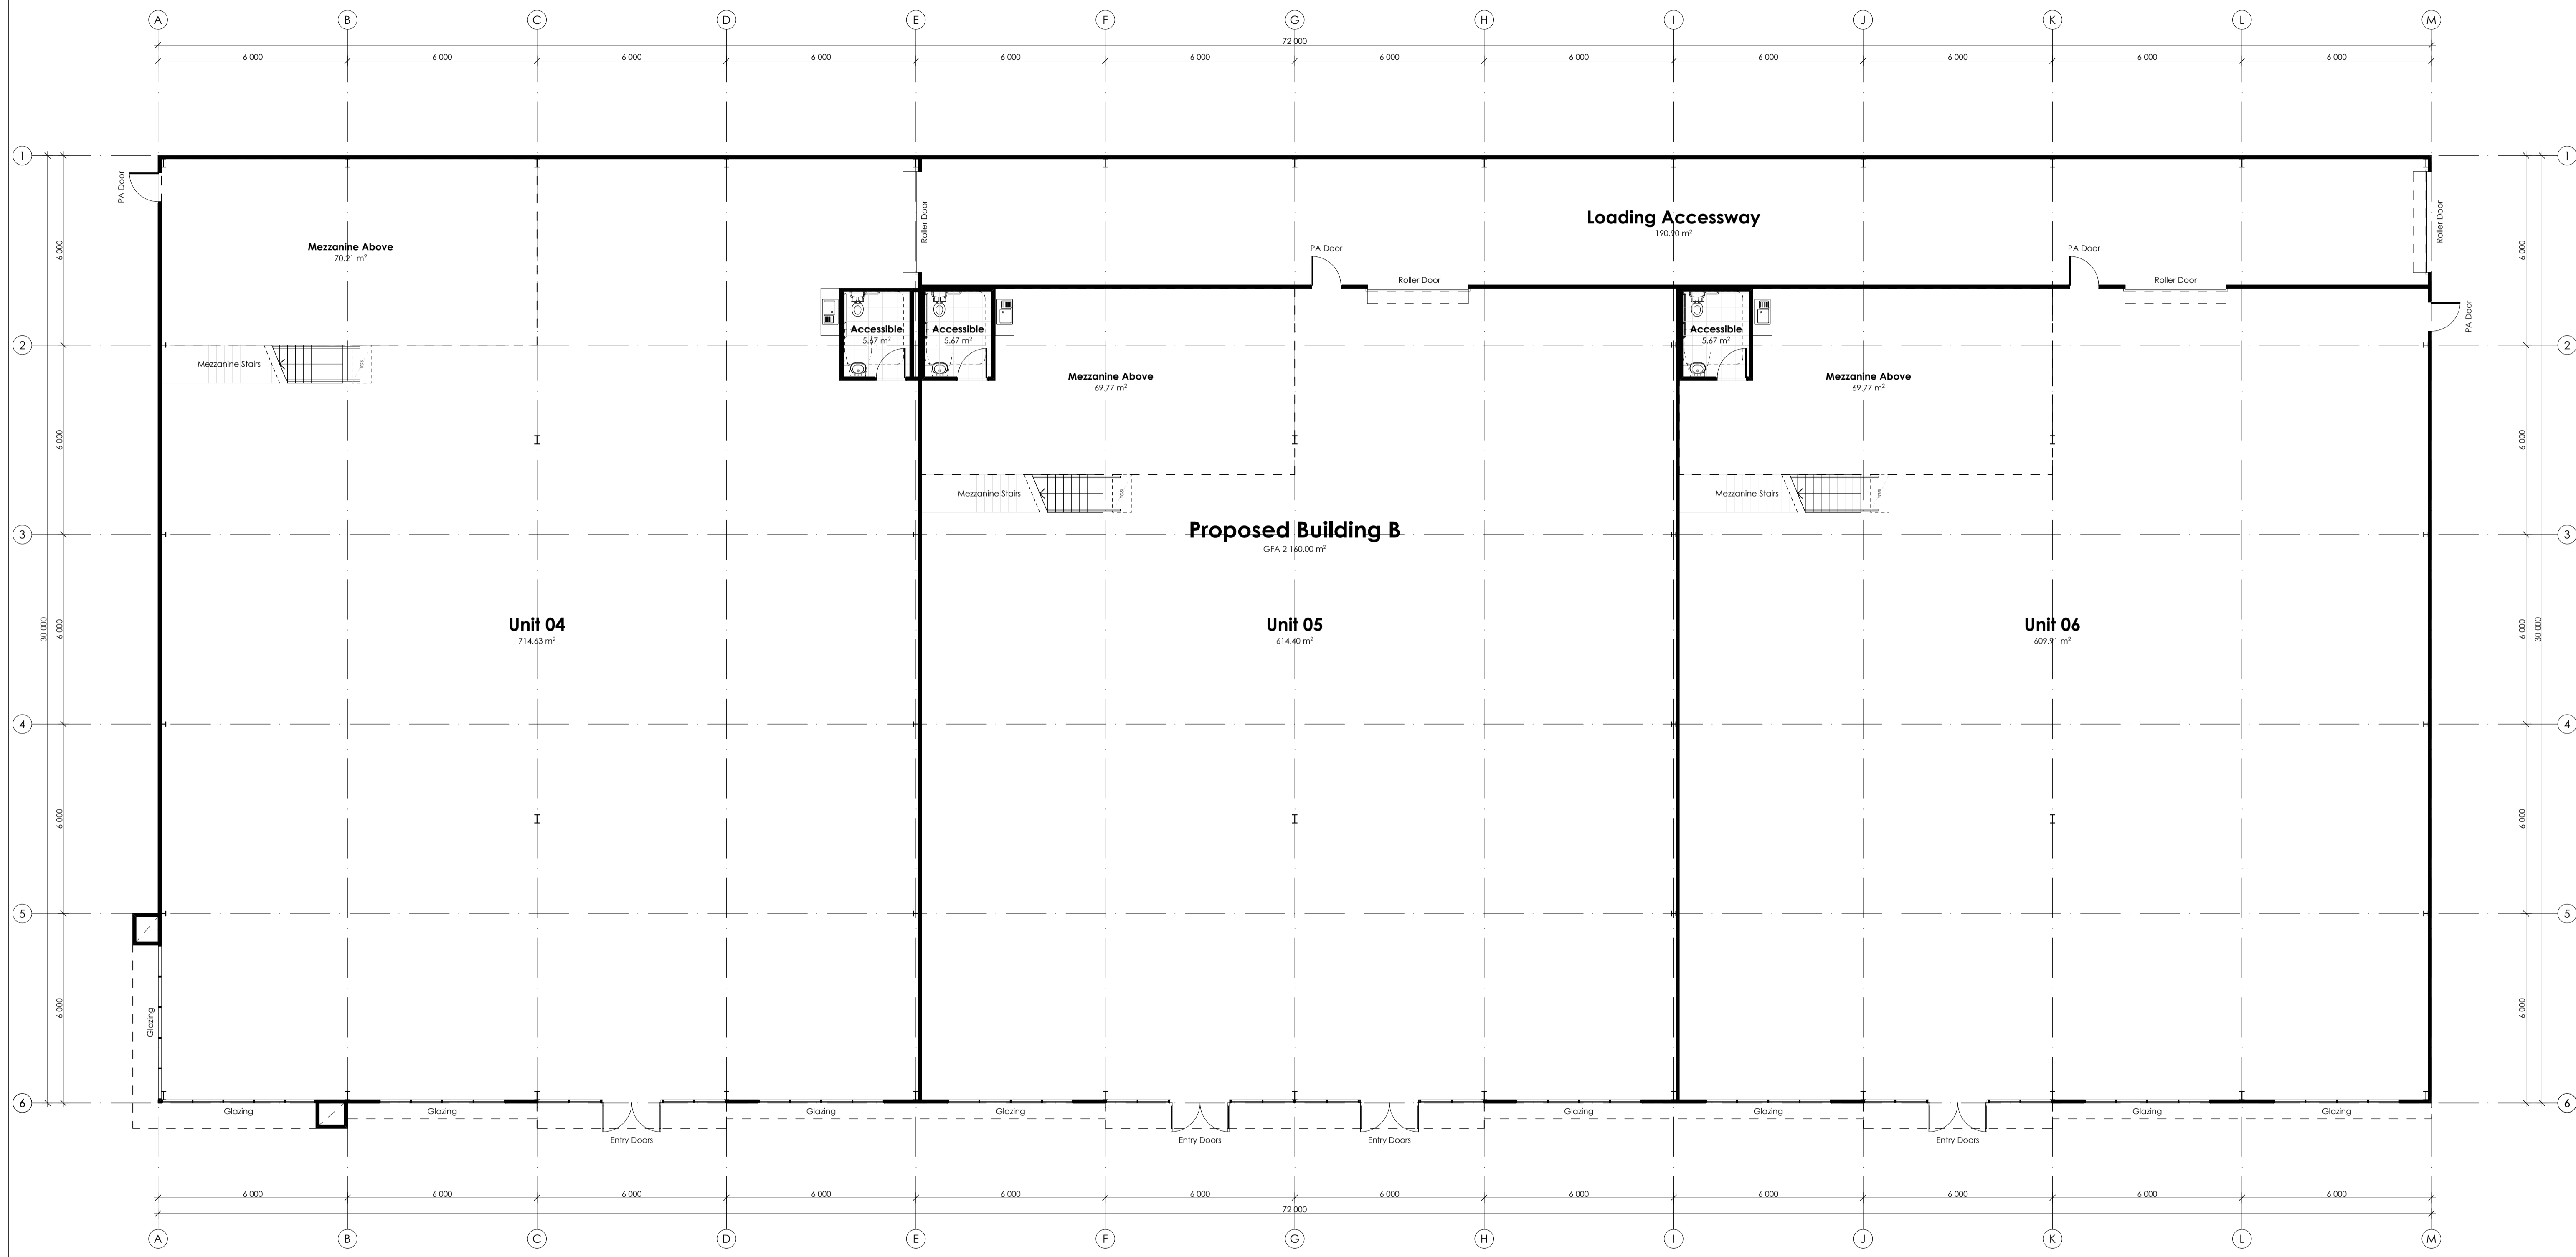 A B C D E F G H I J K L M
72 000
6 000 6 000 6 000 6 000 6 000 6 000 6 000 6 000 6 000 6 000 6 000 6 000
1 1
PA Door
Roller Door
Loading Accessway
190.90 m²
Roller Door
Mezzanine Above
70.21 m²
PA Door
PA Door
6 000 6 000
Roller Door
Roller Door
PA Door
Accessible
5.67 m²
Accessible
5.67 m²
Accessible
5.67 m²
2 2
Mezzanine Stairs
TGSI
Mezzanine Above
69.77 m²
Mezzanine Above
69.77 m²
6 000 6 000
Mezzanine Stairs
TGSI
Mezzanine Stairs
TGSI
3 3
Proposed Building B
GFA 2 160.00 m²
30 000 6 000
Unit 04
714.63 m²
Unit 05
614.40 m²
Unit 06
609.91 m²
6 000 30 000
4 4
6 000 6 000
5 5
Glazing
6 000 6 000
6 6
Glazing
Glazing
Entry Doors
Glazing
Glazing
Entry Doors
Entry Doors
Glazing
Glazing
Entry Doors
Glazing
Glazing
6 000 6 000 6 000 6 000 6 000 6 000 6 000 6 000 6 000 6 000 6 000 6 000
72 000
A B C D E F G H I J K L M